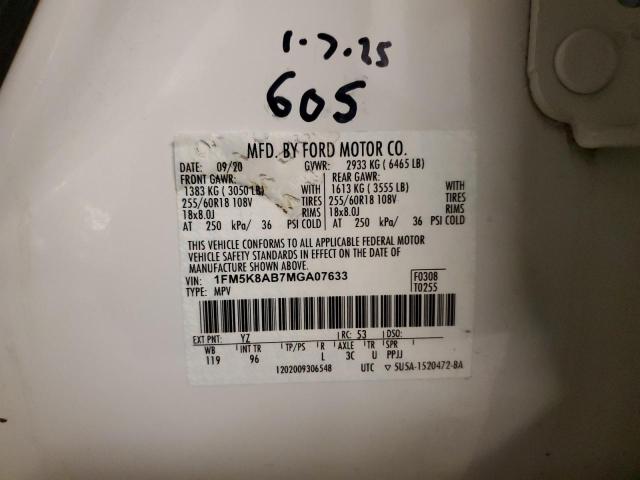 1.7.25
605
MFD. BY FORD MOTOR CO.
DATE: 09/20 GVWR: 2933 KG ( 6465 LB)
FRONT GAWR: REAR GAWR:
1383 KG ( 3050 LB) WITH 1613 KG ( 3555 LB) WITH
255/60R18 108V TIRES 255/60R18 108V TIRES
18x8.0J RIMS 18x8.0J RIMS
AT 250 kPa/ 36 PSI COLD AT 250 kPa/ 36 PSI COLD
THIS VEHICLE CONFORMS TO ALL APPLICABLE FEDERAL MOTOR
VEHICLE SAFETY STANDARDS IN EFFECT ON THE DATE OF
MANUFACTURE SHOWN ABOVE.
VIN: 1FM5K8AB7MGA07633 F0308
TYPE: MPV T0255
EXT PNT: YZ RC: 53 DSO:
WB INT TR TP/PS R AXLE TR SPR
119 96 L 3C U PPJJ
1202009306548 UTC ▽ 5U5A-1520472-BA